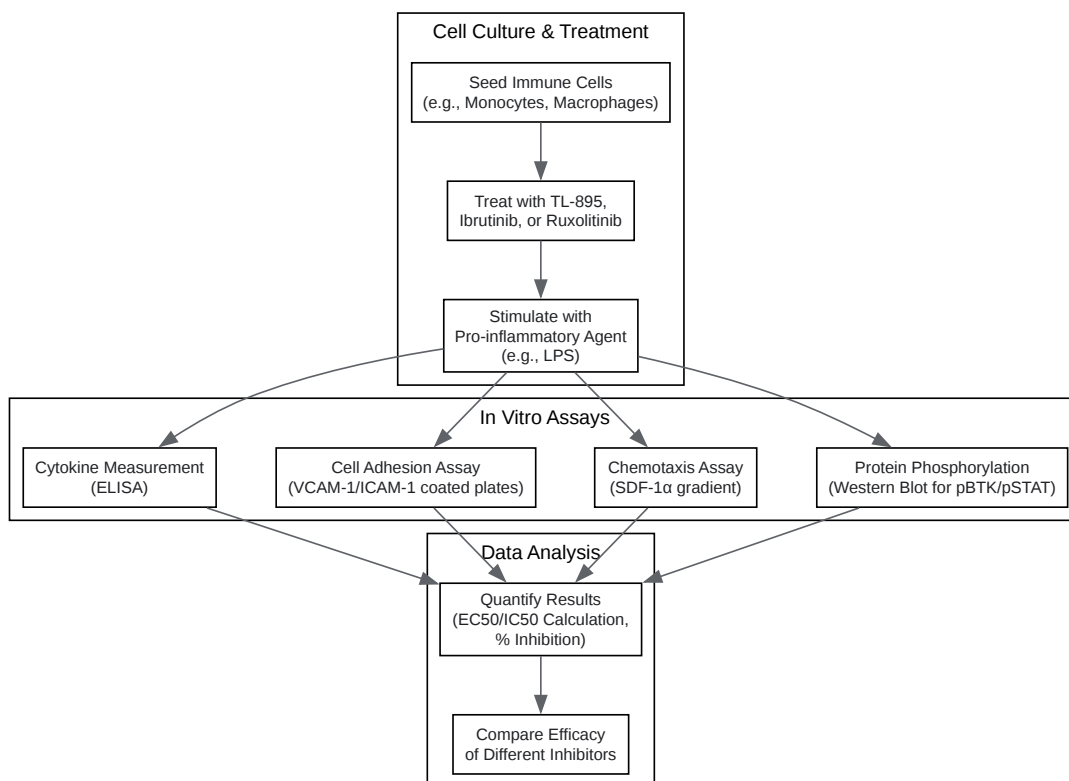 Cell Culture & Treatment
Seed Immune Cells
(e.g., Monocytes, Macrophages)
Treat with TL-895,
Ibrutinib, or Ruxolitinib
Stimulate with
Pro-inflammatory Agent
(e.g., LPS)
In Vitro Assays
Cytokine Measurement
(ELISA)
Cell Adhesion Assay
(VCAM-1/ICAM-1 coated plates)
Chemotaxis Assay
(SDF-1α gradient)
Protein Phosphorylation
(Western Blot for pBTK/pSTAT)
Data Analysis
Quantify Results
(EC50/IC50 Calculation,
% Inhibition)
Compare Efficacy
of Different Inhibitors